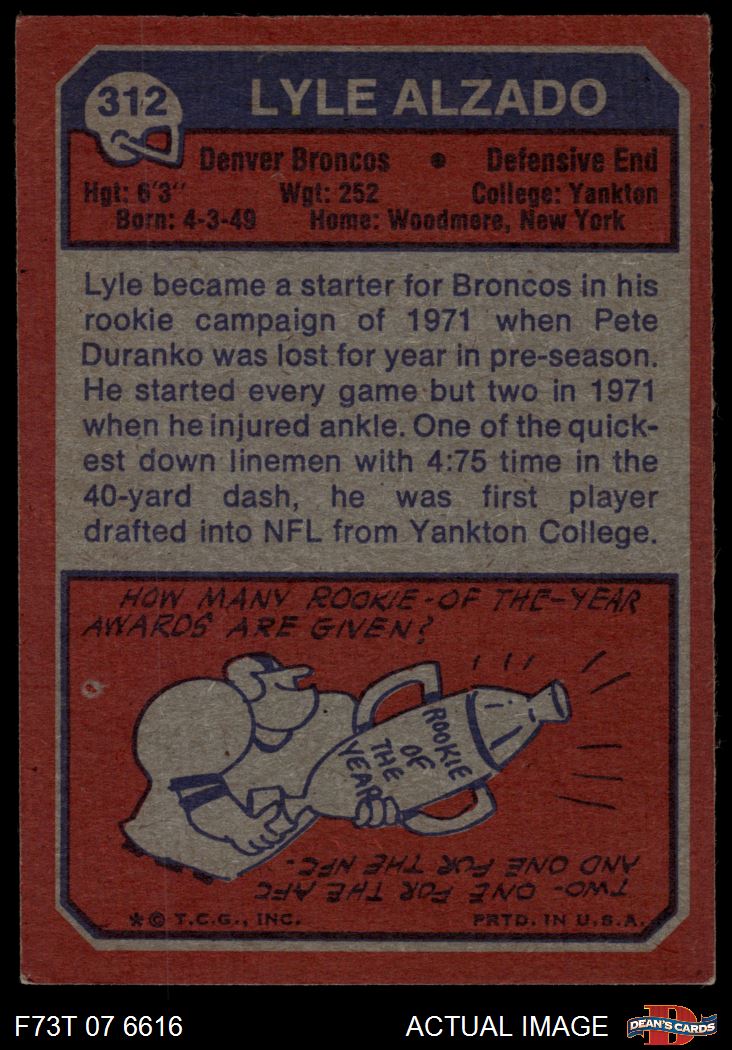 312
LYLE ALZADO
Denver Broncos • Defensive End
Hgt: 6'3" Wgt: 252 College: Yankton
Born: 4-3-49 Home: Woodmere, New York
Lyle became a starter for Broncos in his
rookie campaign of 1971 when Pete
Duranko was lost for year in pre-season.
He started every game but two in 1971
when he injured ankle. One of the quick-
est down linemen with 4:75 time in the
40-yard dash, he was first player
drafted into NFL from Yankton College.
HOW MANY ROOKIE-OF THE-YEAR
AWARDS ARE GIVEN?
ROOKIE
OF
THE
YEAR
TWO- ONE FOR THE AFC
AND ONE FOR THE NFC.
*© T.C.G., INC. PRTD. IN U.S.A.
F73T 07 6616 ACTUAL IMAGE
D
DEAN'S CARDS